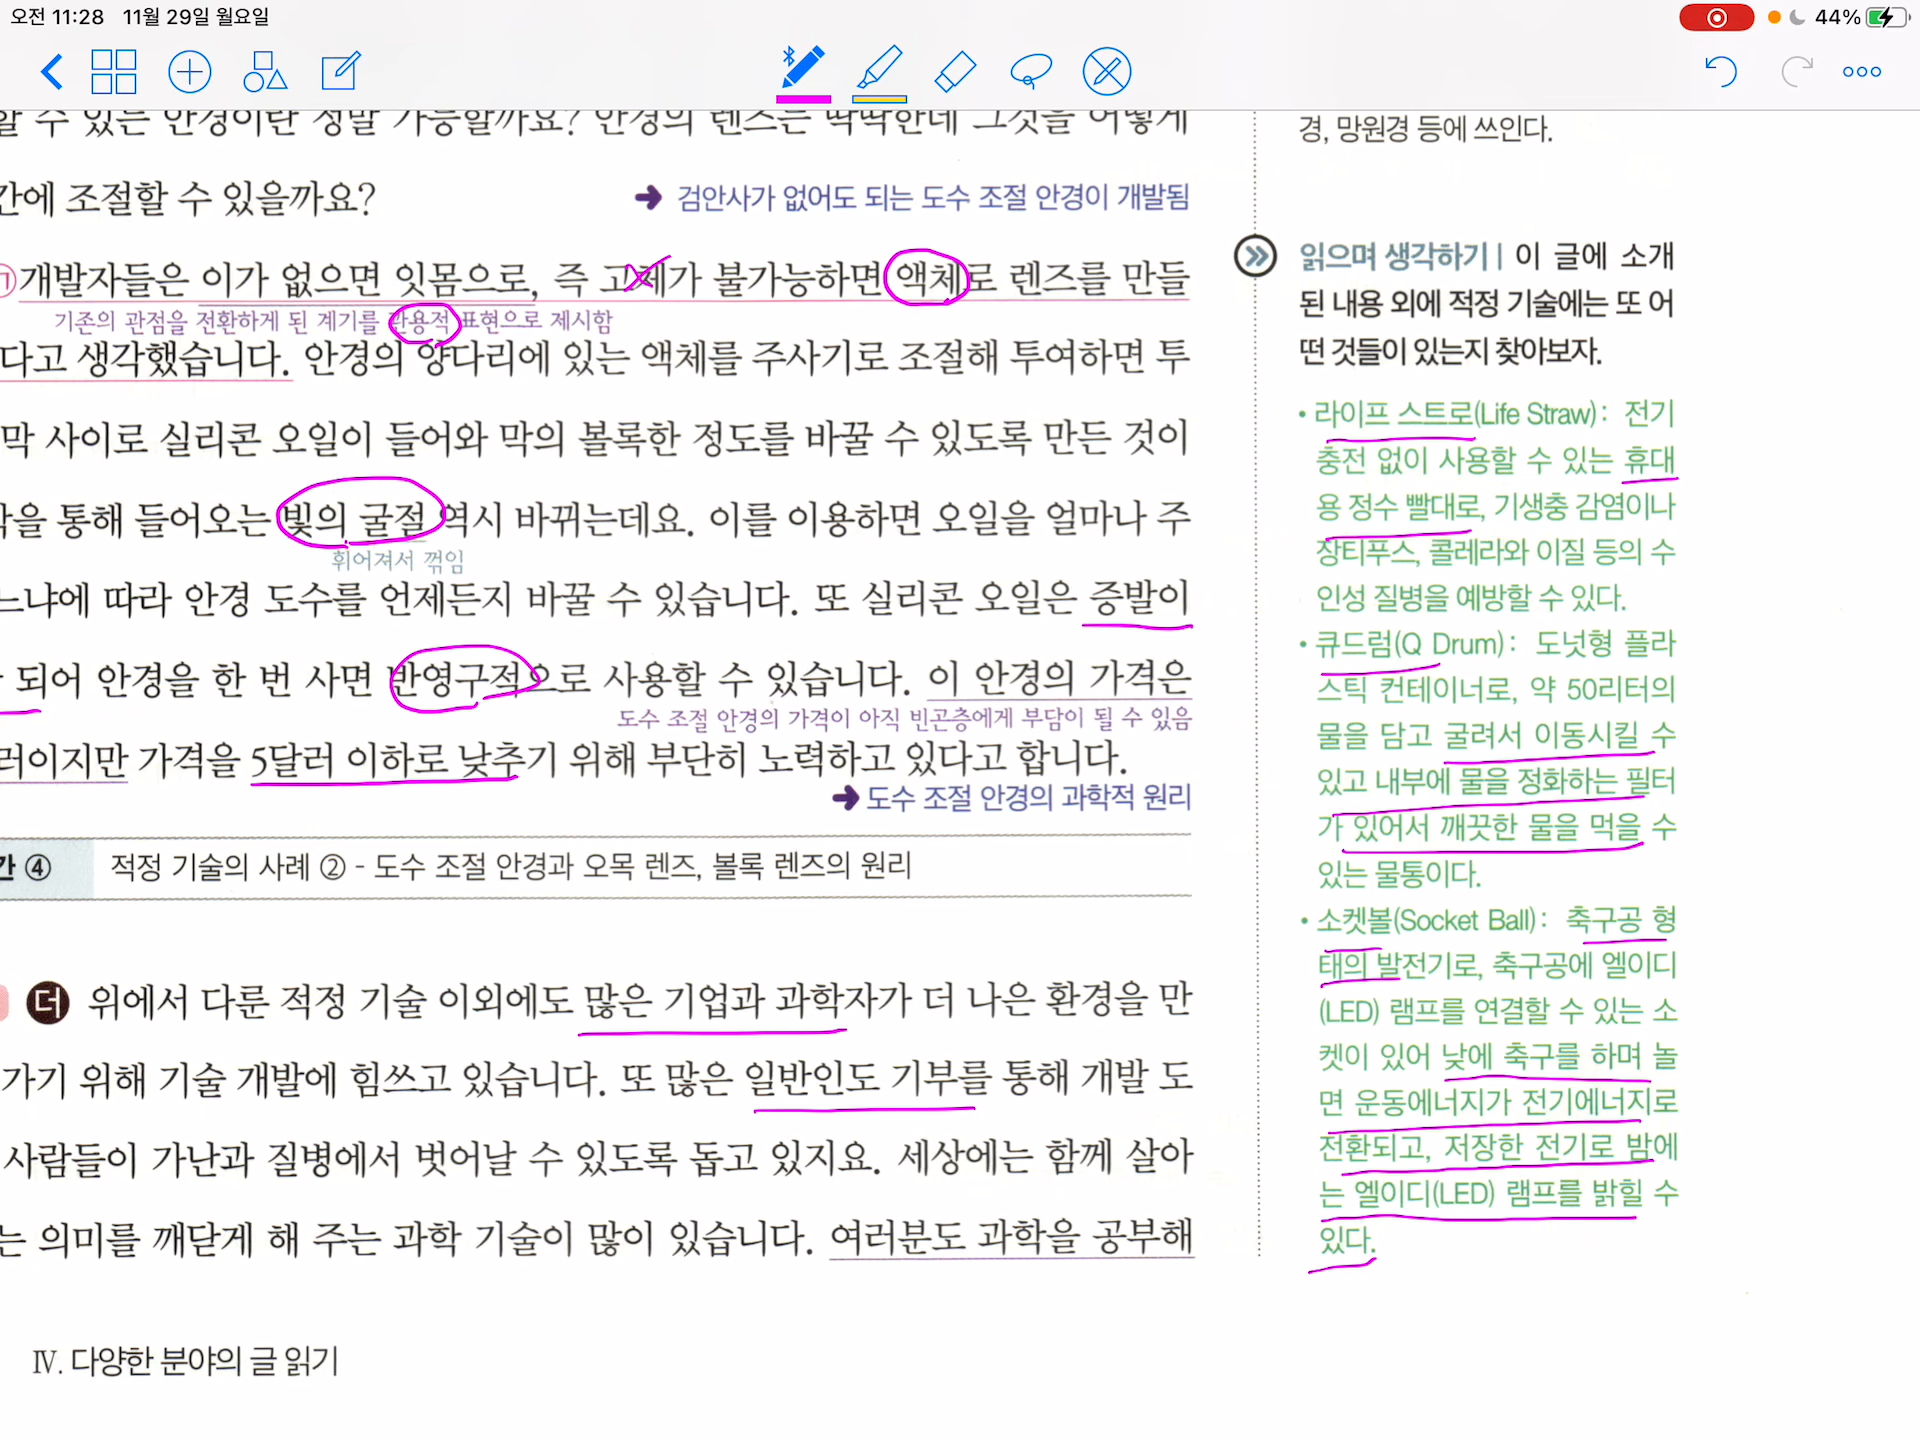 오전 11:28 11월 29일 월요일
44%
할 수 있는 안경이란 정말 가능할까요? 안경의 렌즈는 딱딱한데 그것을 어떻게
간에 조절할 수 있을까요?
➜ 검안사가 없어도 되는 도수 조절 안경이 개발됨
㉠개발자들은 이가 없으면 잇몸으로, 즉 고체가 불가능하면 액체로 렌즈를 만들
기존의 관점을 전환하게 된 계기를 관용적 표현으로 제시함
다고 생각했습니다. 안경의 양다리에 있는 액체를 주사기로 조절해 투여하면 투
막 사이로 실리콘 오일이 들어와 막의 볼록한 정도를 바꿀 수 있도록 만든 것이
을 통해 들어오는 빛의 굴절 역시 바뀌는데요. 이를 이용하면 오일을 얼마나 주
휘어져서 꺾임
느냐에 따라 안경 도수를 언제든지 바꿀 수 있습니다. 또 실리콘 오일은 증발이
되어 안경을 한 번 사면 반영구적으로 사용할 수 있습니다. 이 안경의 가격은
도수 조절 안경의 가격이 아직 빈곤층에게 부담이 될 수 있음
러이지만 가격을 5달러 이하로 낮추기 위해 부단히 노력하고 있다고 합니다.
➜ 도수 조절 안경의 과학적 원리
간 ④ 적정 기술의 사례 ② - 도수 조절 안경과 오목 렌즈, 볼록 렌즈의 원리
더 위에서 다룬 적정 기술 이외에도 많은 기업과 과학자가 더 나은 환경을 만
가기 위해 기술 개발에 힘쓰고 있습니다. 또 많은 일반인도 기부를 통해 개발 도
사람들이 가난과 질병에서 벗어날 수 있도록 돕고 있지요. 세상에는 함께 살아
는 의미를 깨닫게 해 주는 과학 기술이 많이 있습니다. 여러분도 과학을 공부해
Ⅳ. 다양한 분야의 글 읽기
경, 망원경 등에 쓰인다.
읽으며 생각하기 | 이 글에 소개
된 내용 외에 적정 기술에는 또 어
떤 것들이 있는지 찾아보자.
• 라이프 스트로(Life Straw): 전기
충전 없이 사용할 수 있는 휴대
용 정수 빨대로, 기생충 감염이나
장티푸스, 콜레라와 이질 등의 수
인성 질병을 예방할 수 있다.
• 큐드럼(Q Drum): 도넛형 플라
스틱 컨테이너로, 약 50리터의
물을 담고 굴려서 이동시킬 수
있고 내부에 물을 정화하는 필터
가 있어서 깨끗한 물을 먹을 수
있는 물통이다.
• 소켓볼(Socket Ball): 축구공 형
태의 발전기로, 축구공에 엘이디
(LED) 램프를 연결할 수 있는 소
켓이 있어 낮에 축구를 하며 놀
면 운동에너지가 전기에너지로
전환되고, 저장한 전기로 밤에
는 엘이디(LED) 램프를 밝힐 수
있다.